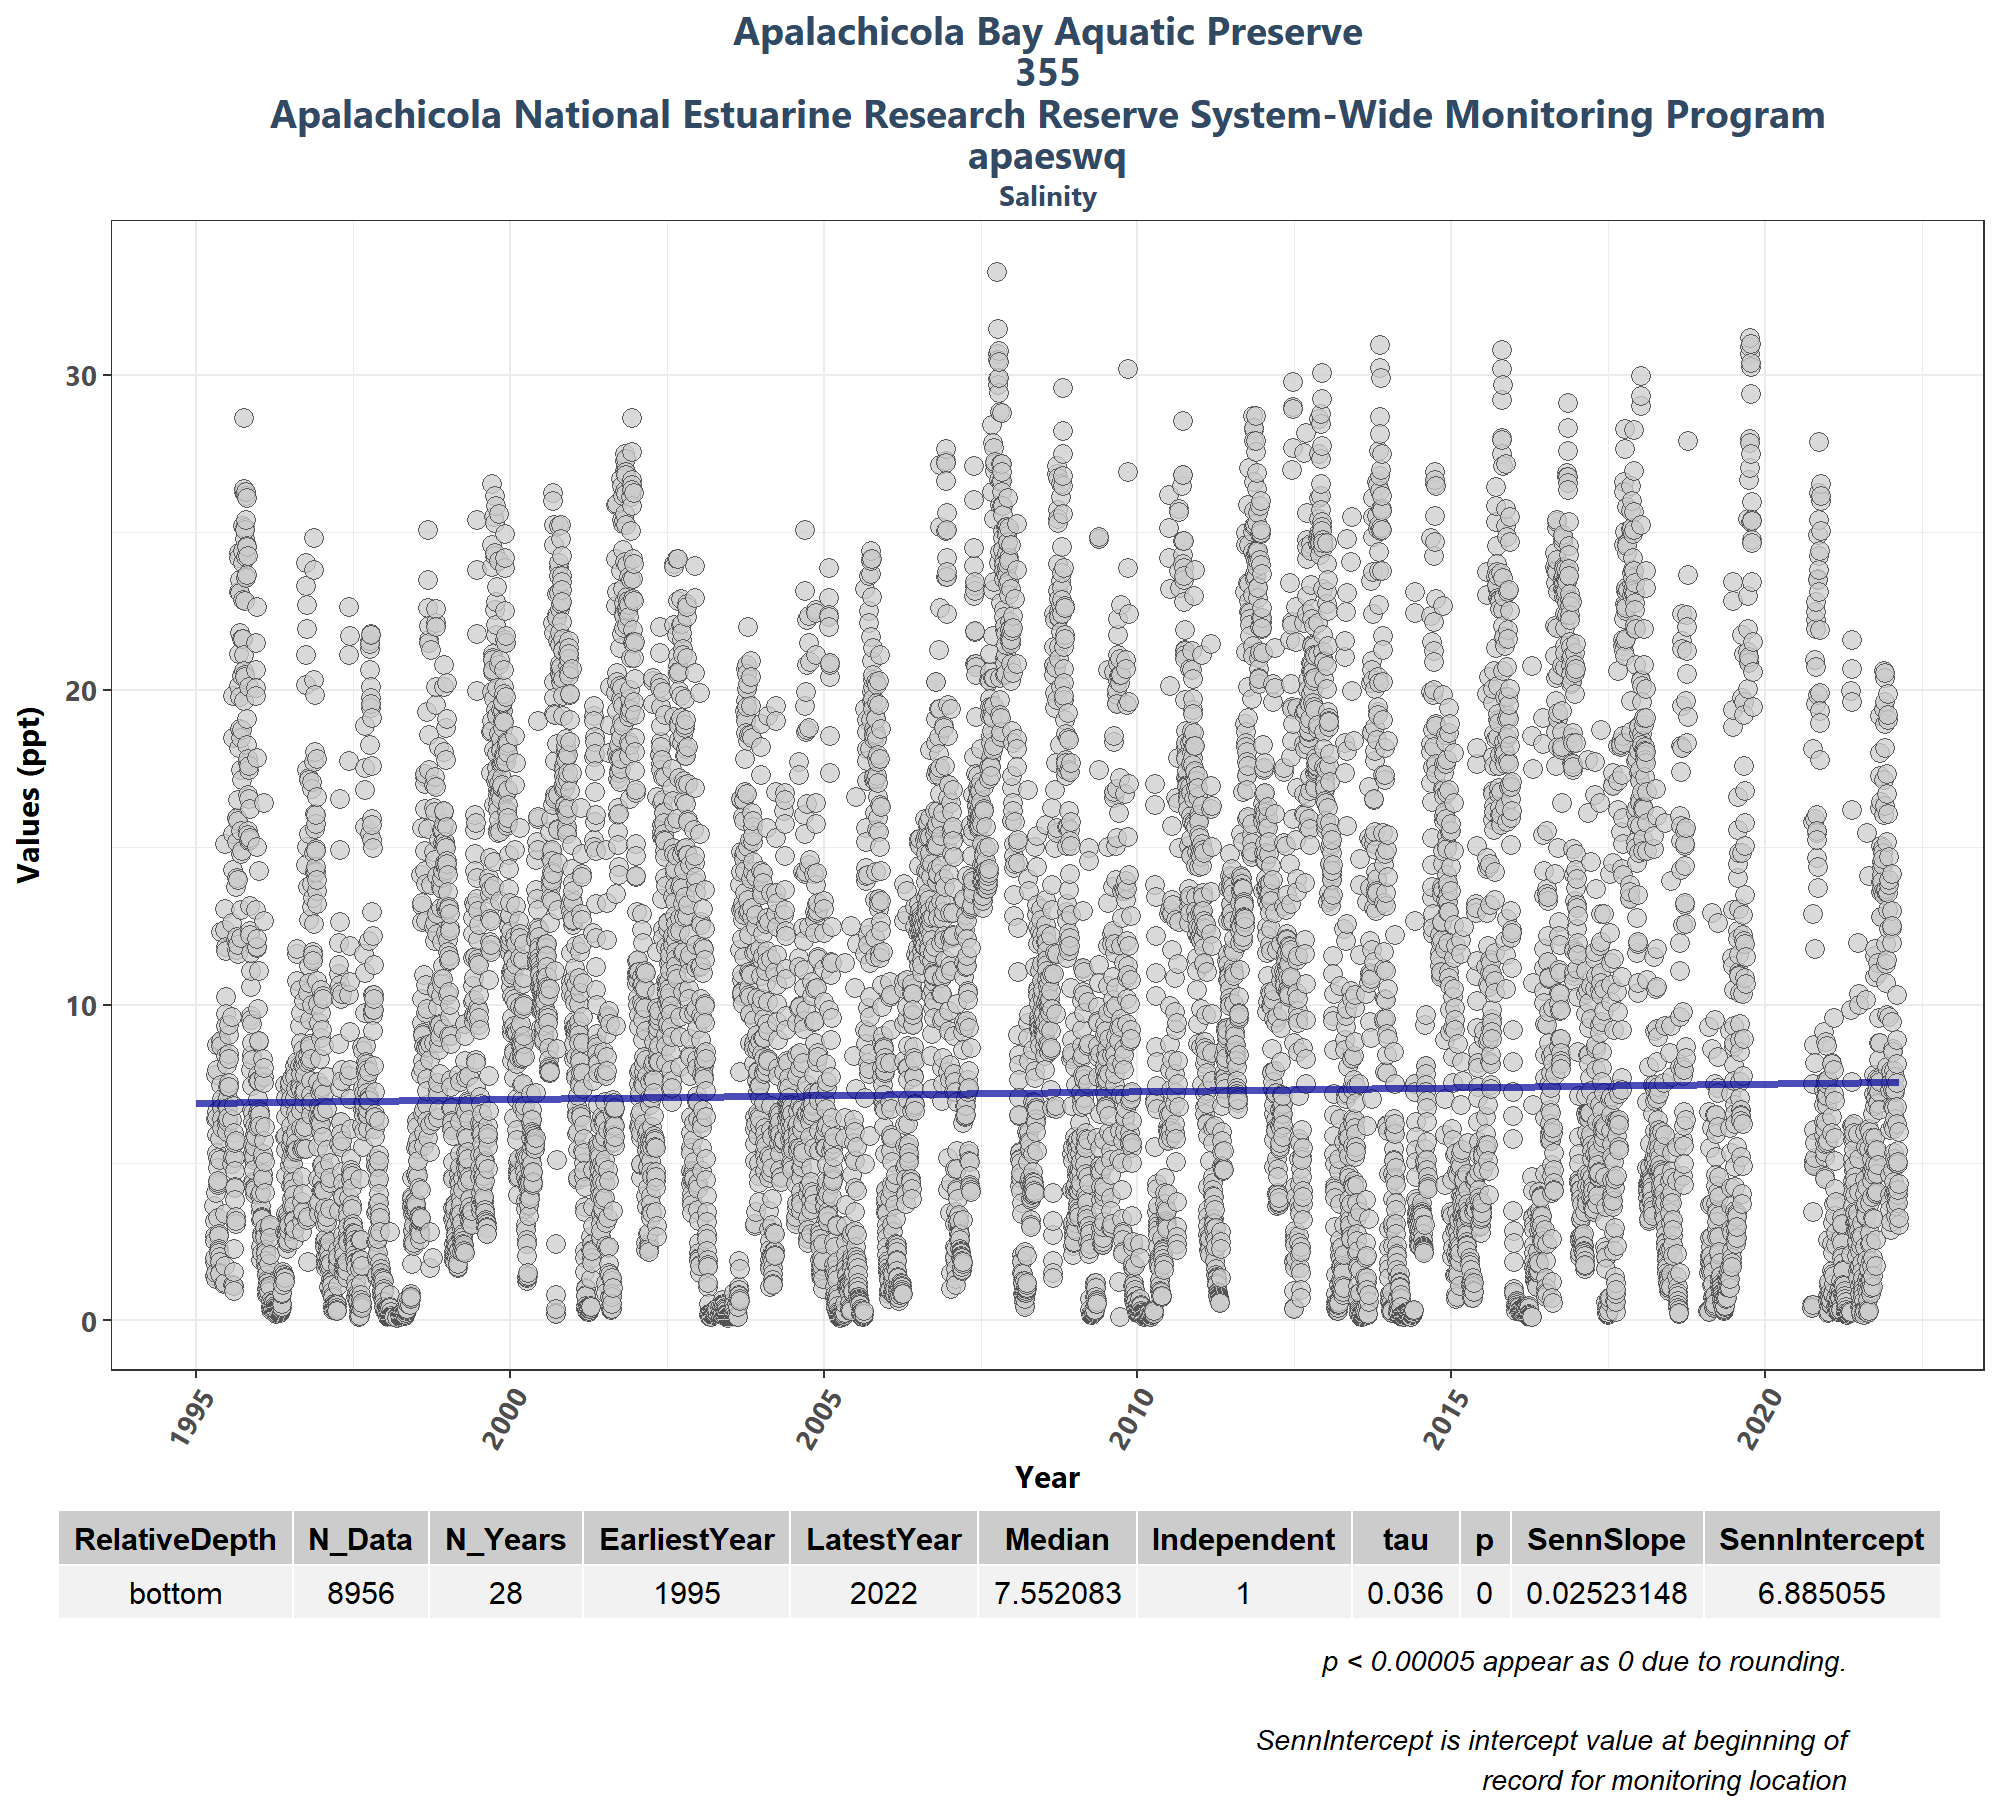 Apalachicola Bay Aquatic Preserve
355
Apalachicola National Estuarine Research Reserve System-Wide Monitoring Program
apaeswq
Salinity
Values (ppt)
30
20
10
0
1995 2000 2005 2010 2015 2020
Year
RelativeDepth N_Data N_Years EarliestYear LatestYear Median Independent tau p SennSlope SennIntercept
bottom 8956 28 1995 2022 7.552083 1 0.036 0 0.02523148 6.885055
p < 0.00005 appear as 0 due to rounding.
SennIntercept is intercept value at beginning of
record for monitoring location